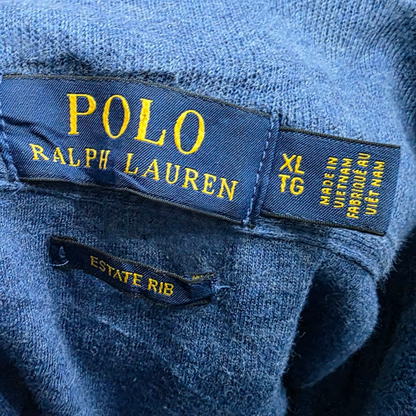 POLO
RALPH LAUREN
XL
TG
MADE IN
VIETNAM
FABRIQUÉ AU
VIÊT NAM
ESTATE RIB